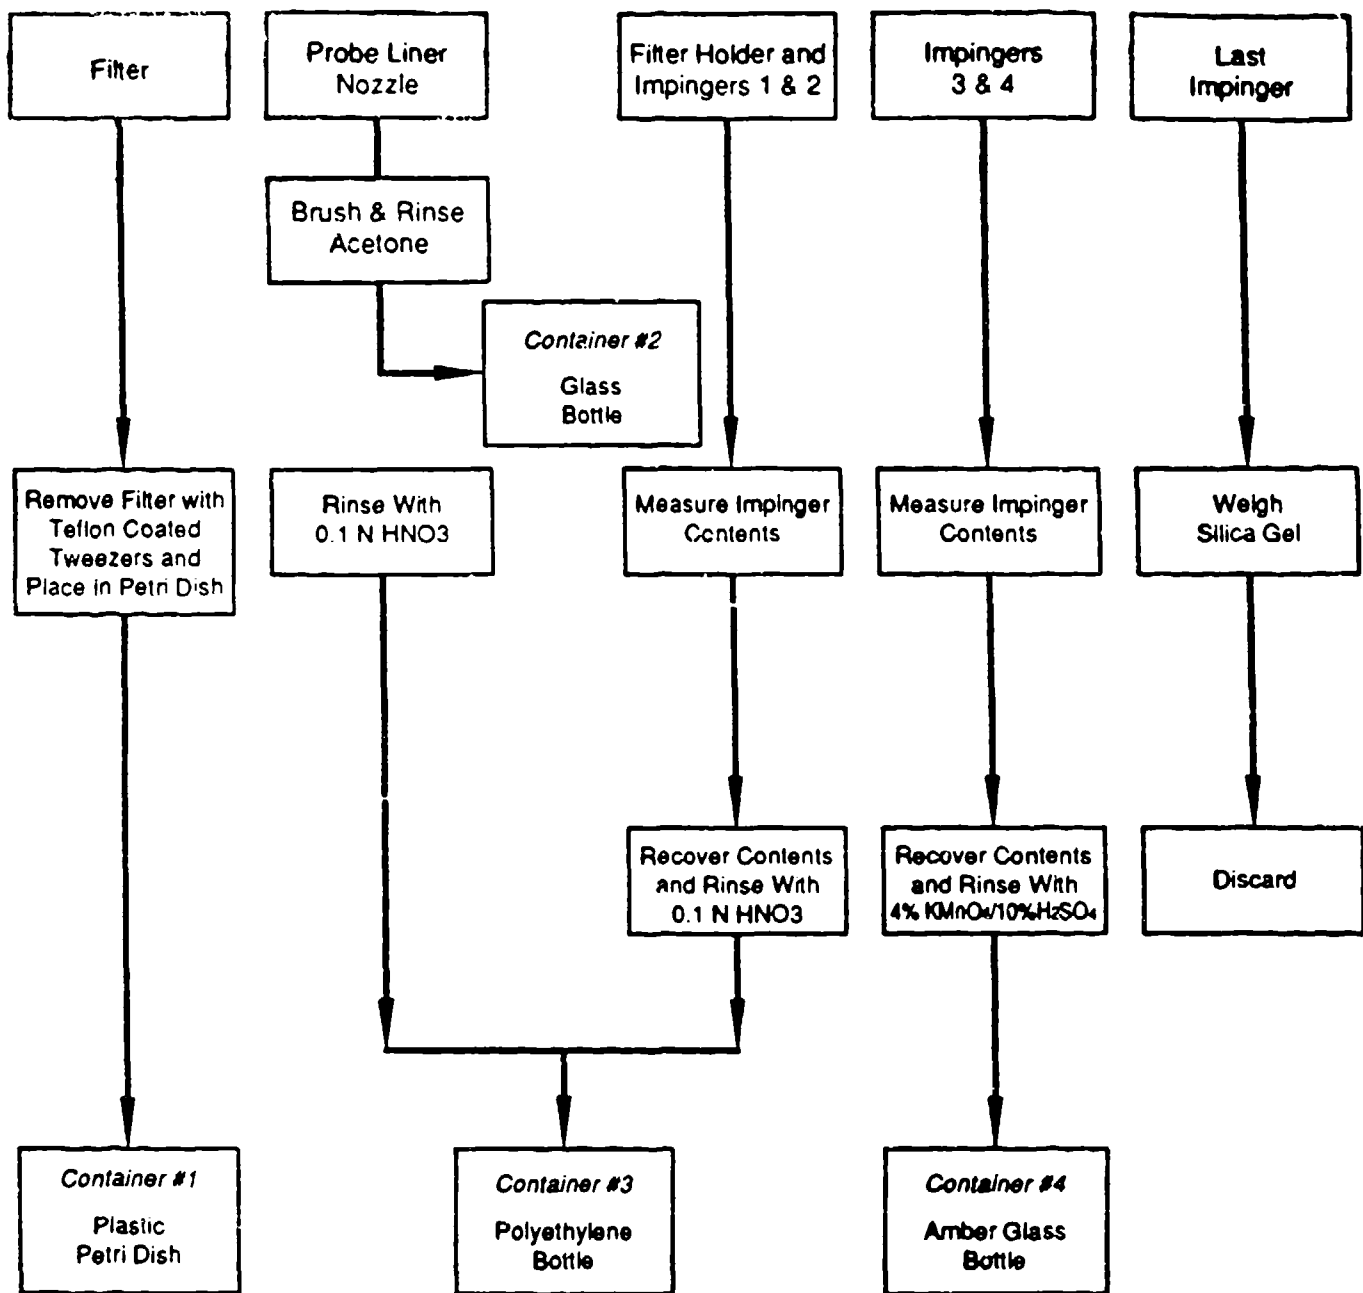 Filter
Probe Liner
Nozzle
Filter Holder and
Impingers 1 & 2
Impingers
3 & 4
Last
Impinger
Brush & Rinse
Acetone
Container #2
Glass
Bottle
Remove Filter with
Teflon Coated
Tweezers and
Place in Petri Dish
Rinse With
0.1 N HNO3
Measure Impinger
Contents
Measure Impinger
Contents
Weigh
Silica Gel
Recover Contents
and Rinse With
0.1 N HNO3
Recover Contents
and Rinse With
4% KMnO₄/10%H₂SO₄
Discard
Container #1
Plastic
Petri Dish
Container #3
Polyethylene
Bottle
Container #4
Amber Glass
Bottle